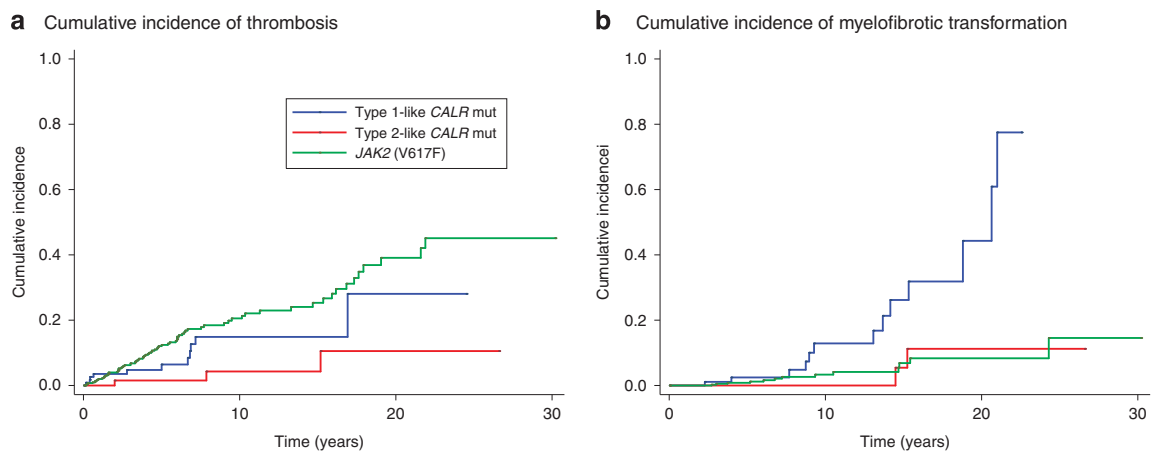 a Cumulative incidence of thrombosis
1.0
0.8
0.6
0.4
0.2
0.0
Cumulative incidence
Type 1-like CALR mut
Type 2-like CALR mut
JAK2 (V617F)
0 10 20 30
Time (years)
b Cumulative incidence of myelofibrotic transformation
1.0
0.8
0.6
0.4
0.2
0.0
Cumulative incidencei
0 10 20 30
Time (years)